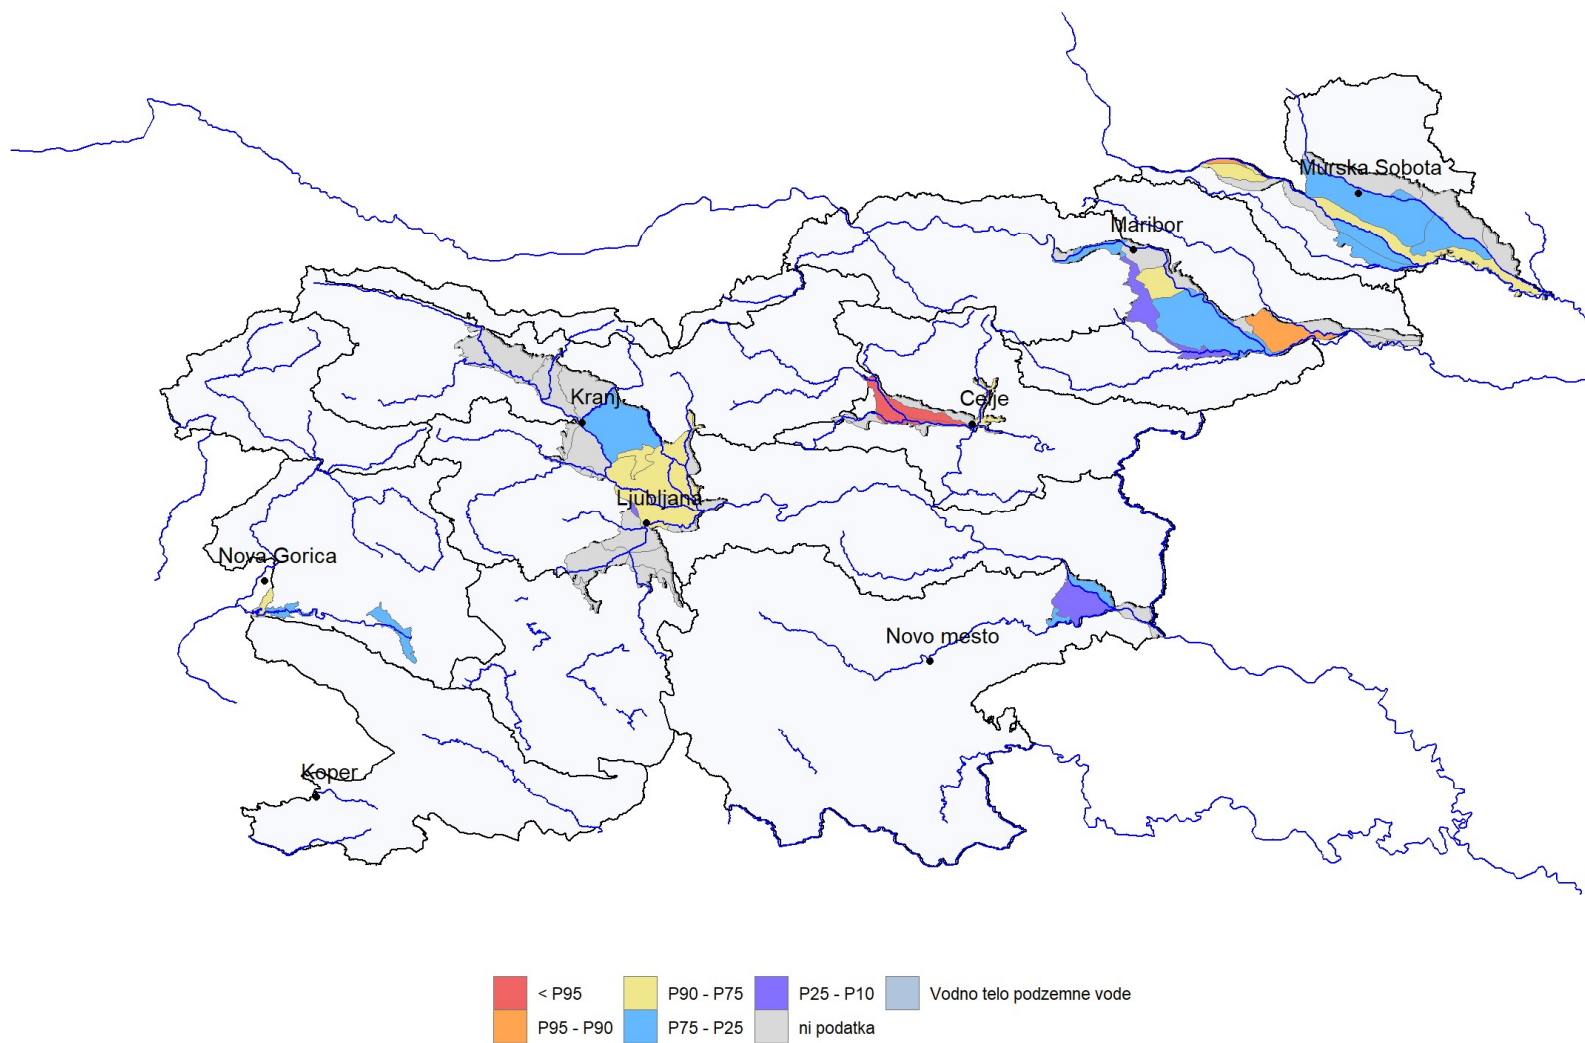 Murska Sobota
Maribor
Kranj
Celje
Ljubljana
Nova Gorica
Novo mesto
Koper
< P95
P90 - P75
P25 - P10
Vodno telo podzemne vode
P95 - P90
P75 - P25
ni podatka